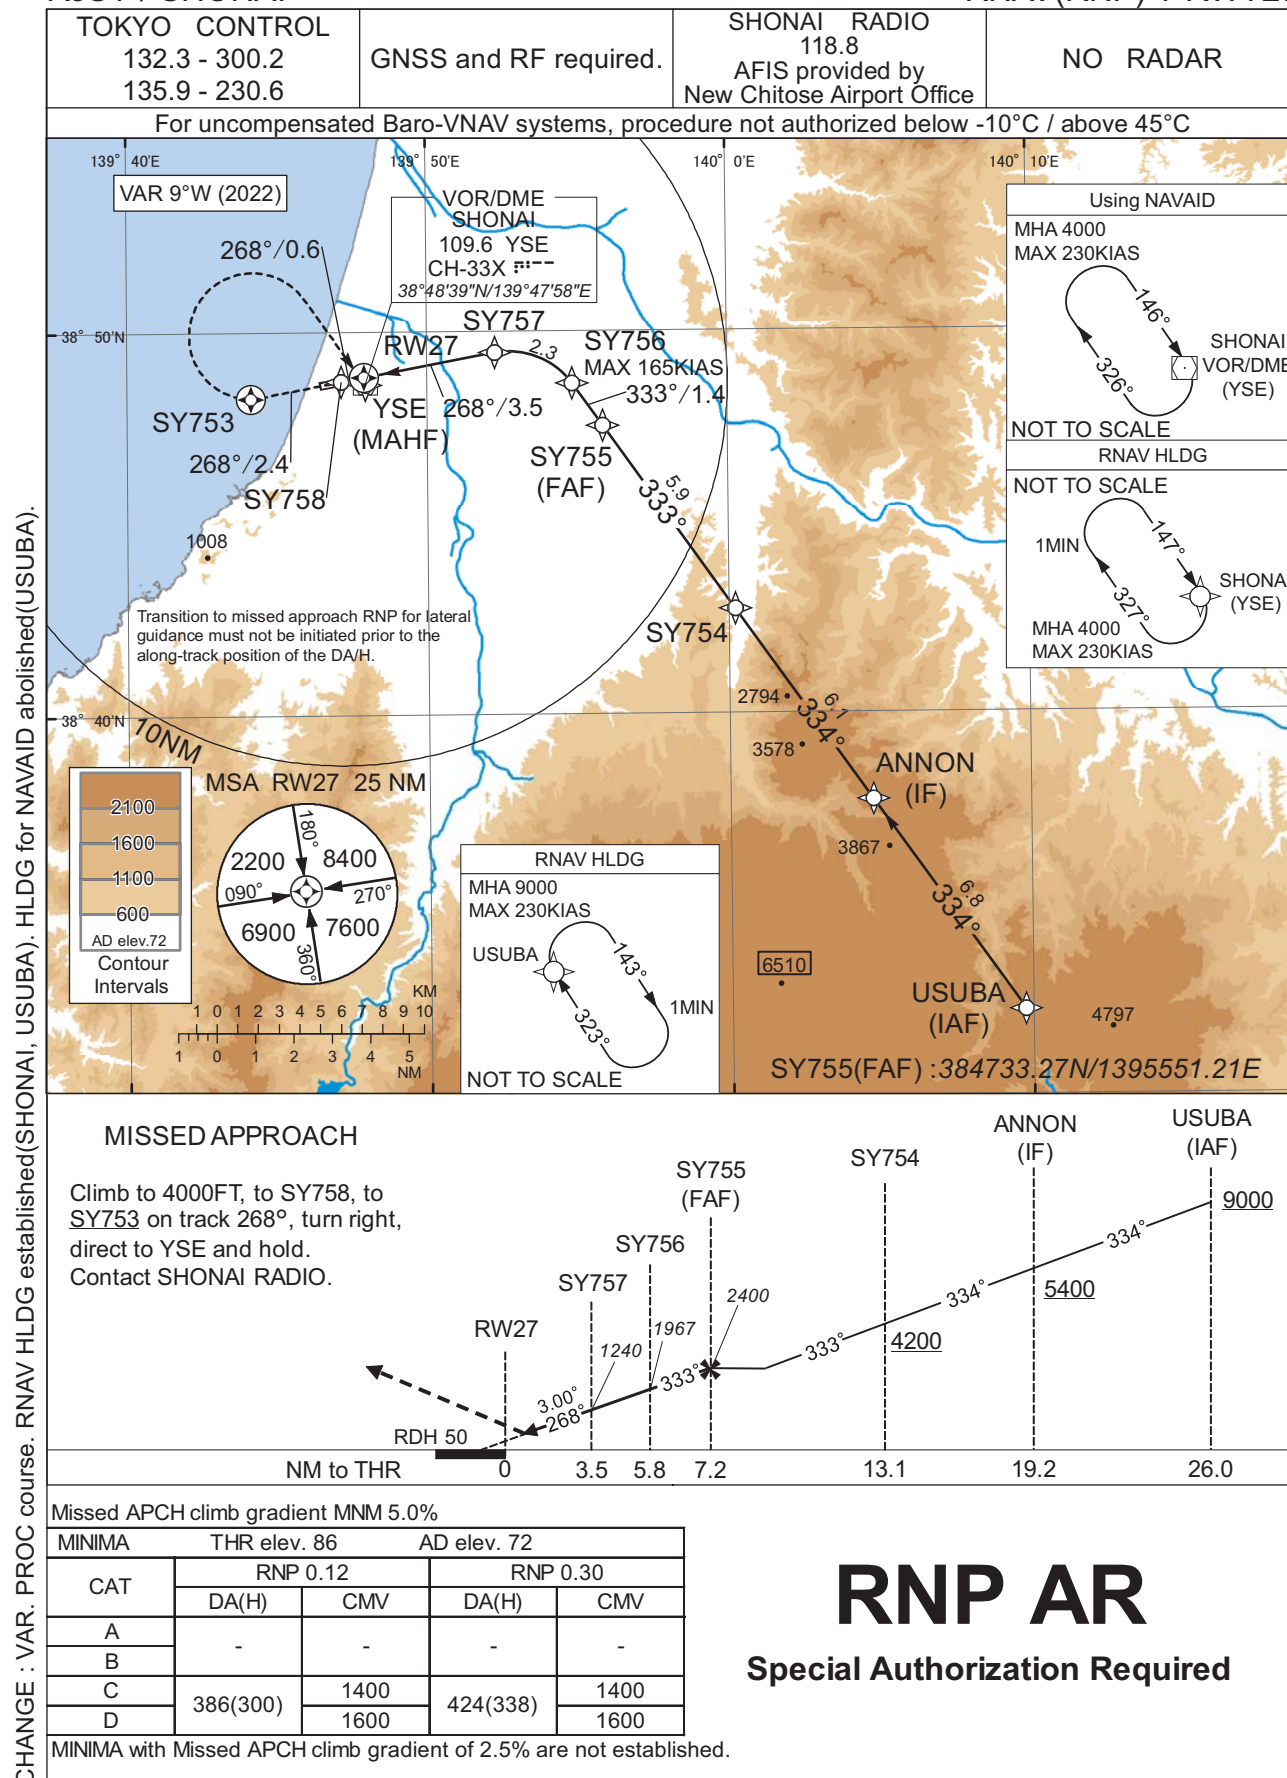 TOKYO CONTROL
132.3 - 300.2
135.9 - 230.6
GNSS and RF required.
SHONAI RADIO
118.8
AFIS provided by
New Chitose Airport Office
NO RADAR
For uncompensated Baro-VNAV systems, procedure not authorized below -10°C / above 45°C
139° 40'E
139° 50'E
140° 0'E
140° 10'E
VAR 9°W (2022)
VOR/DME
SHONAI
109.6 YSE
CH-33X
38°48'39"N/139°47'58"E
268°/0.6
SY757
2.3
SY756
MAX 165KIAS
333°/1.4
38° 50'N
RW27
SY753
YSE
(MAHF)
268°/3.5
268°/2.4
SY758
SY755
(FAF)
5.9
333°
1008
Transition to missed approach RNP for lateral
guidance must not be initiated prior to the
along-track position of the DA/H.
SY754
Using NAVAID
MHA 4000
MAX 230KIAS
146°
326°
SHONAI
VOR/DME
(YSE)
NOT TO SCALE
RNAV HLDG
NOT TO SCALE
1MIN
147°
327°
SHONA
(YSE)
MHA 4000
MAX 230KIAS
38° 40'N
10NM
2794
6.1
334°
3578
ANNON
(IF)
3867
6.8
334°
6510
USUBA
(IAF)
4797
SY755(FAF) :384733.27N/1395551.21E
2100
1600
1100
600
AD elev.72
Contour
Intervals
MSA RW27 25 NM
180°
2200
8400
090°
270°
6900
7600
360°
KM
1 0 1 2 3 4 5 6 7 8 9 10
1 0 1 2 3 4 5
NM
RNAV HLDG
MHA 9000
MAX 230KIAS
USUBA
143°
323°
1MIN
NOT TO SCALE
MISSED APPROACH
Climb to 4000FT, to SY758, to
SY753 on track 268°, turn right,
direct to YSE and hold.
Contact SHONAI RADIO.
RW27
SY757
SY756
SY755
(FAF)
SY754
ANNON
(IF)
USUBA
(IAF)
9000
334°
5400
334°
4200
333°
2400
1967
1240
333°
3.00°
268°
RDH 50
NM to THR 0 3.5 5.8 7.2 13.1 19.2 26.0
Missed APCH climb gradient MNM 5.0%
MINIMA THR elev. 86 AD elev. 72
CAT RNP 0.12 RNP 0.30
DA(H) CMV DA(H) CMV
A - - - -
B
C 386(300) 1400 424(338) 1400
D 1600 1600
MINIMA with Missed APCH climb gradient of 2.5% are not established.
RNP AR
Special Authorization Required
CHANGE : VAR. PROC course. RNAV HLDG established(SHONAI, USUBA). HLDG for NAVAID abolished(USUBA).